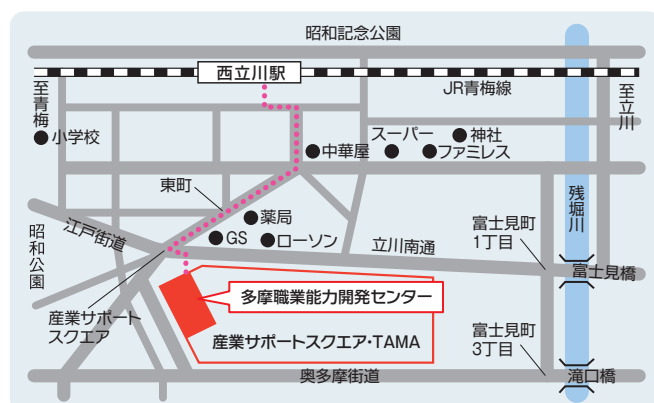 昭和記念公園
西立川駅
JR青梅線
至青梅
至立川
小学校
中華屋
スーパー
神社
ファミレス
東町
薬局
GS
ローソン
江戸街道
立川南通
昭和公園
富士見町
1丁目
残堀川
富士見橋
産業サポート
スクエア
多摩職業能力開発センター
産業サポートスクエア・TAMA
富士見町
3丁目
奥多摩街道
滝口橋